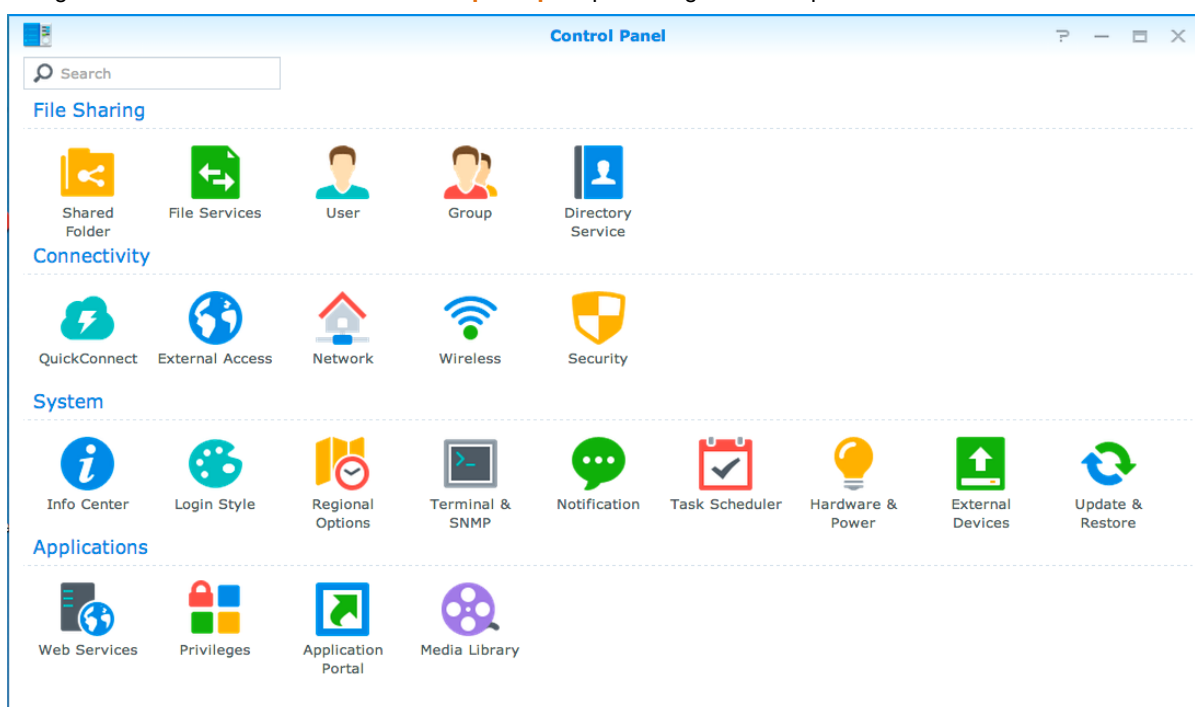 Control Panel
Search
File Sharing
Shared Folder
File Services
User
Group
Directory Service
Connectivity
QuickConnect
External Access
Network
Wireless
Security
System
Info Center
Login Style
Regional Options
Terminal & SNMP
Notification
Task Scheduler
Hardware & Power
External Devices
Update & Restore
Applications
Web Services
Privileges
Application Portal
Media Library